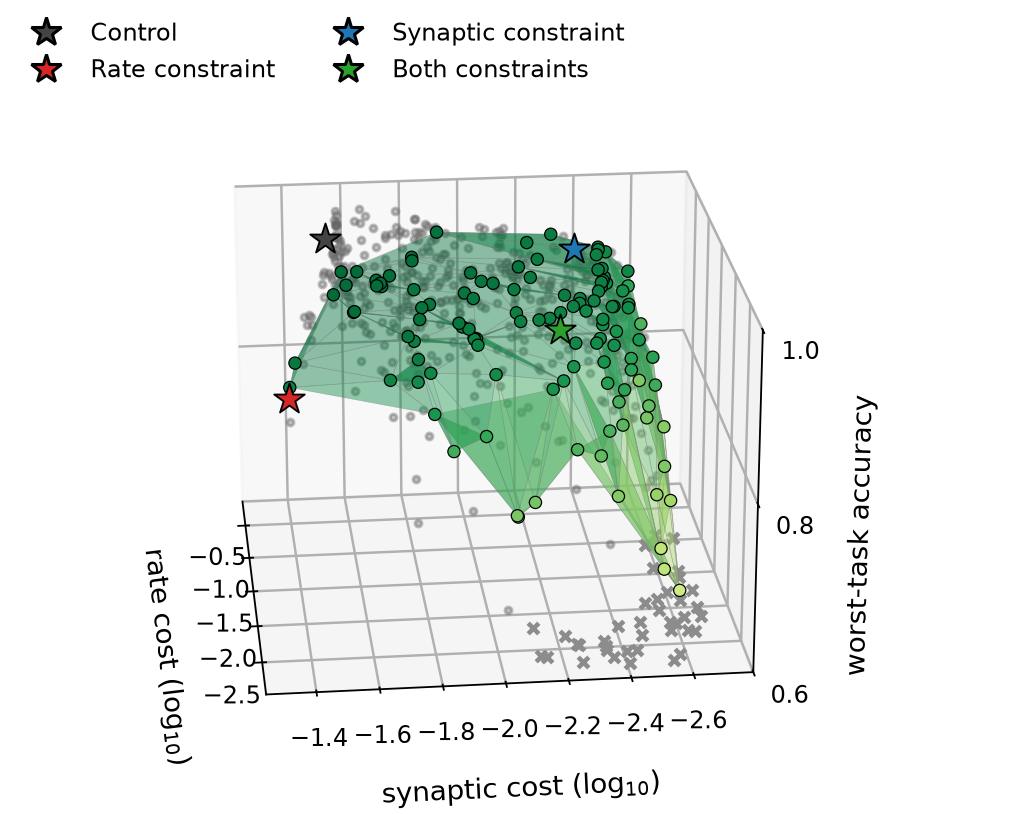 Control
Synaptic constraint
Rate constraint
Both constraints
1.0
0.8
0.6
worst-task accuracy
−0.5
−1.0
−1.5
−2.0
−2.5
rate cost (log₁₀)
−1.4 −1.6 −1.8 −2.0 −2.2 −2.4 −2.6
synaptic cost (log₁₀)